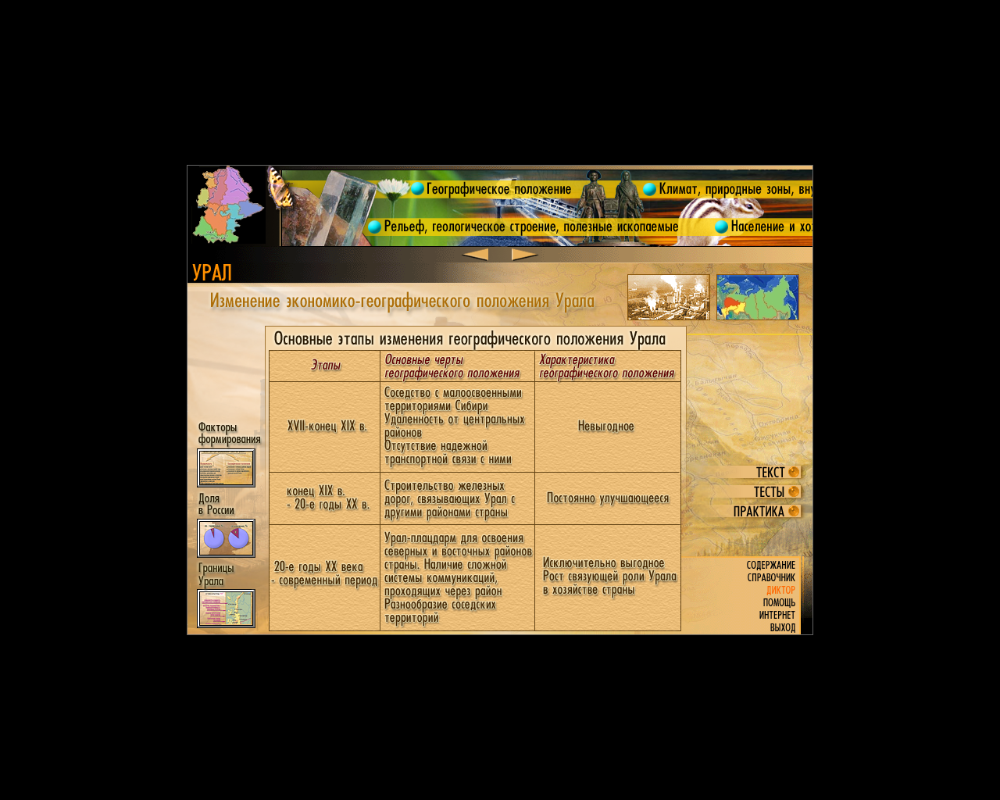 Географическое положение
Климат, природные зоны, вну
Рельеф, геологическое строение, полезные ископаемые
Население и хо
УРАЛ
Изменение экономико-географического положения Урала
Основные этапы изменения географического положения Урала
Этапы
Основные черты
географического положения
Характеристика
географического положения
XVII-конец XIX в.
Соседство с малоосвоенными
территориями Сибири
Удаленность от центральных
районов
Отсутствие надежной
транспортной связи с ними
Невыгодное
конец XIX в.
- 20-е годы XX в.
Строительство железных
дорог, связывающих Урал с
другими районами страны
Постоянно улучшающееся
20-е годы XX века
- современный период
Урал-плацдарм для освоения
северных и восточных районов
страны. Наличие сложной
системы коммуникаций,
проходящих через район
Разнообразие соседских
территорий
Исключительно выгодное
Рост связующей роли Урала
в хозяйстве страны
Факторы
формирования
Доля
в России
Границы
Урала
ТЕКСТ
ТЕСТЫ
ПРАКТИКА
СОДЕРЖАНИЕ
СПРАВОЧНИК
ДИКТОР
ПОМОЩЬ
ИНТЕРНЕТ
ВЫХОД